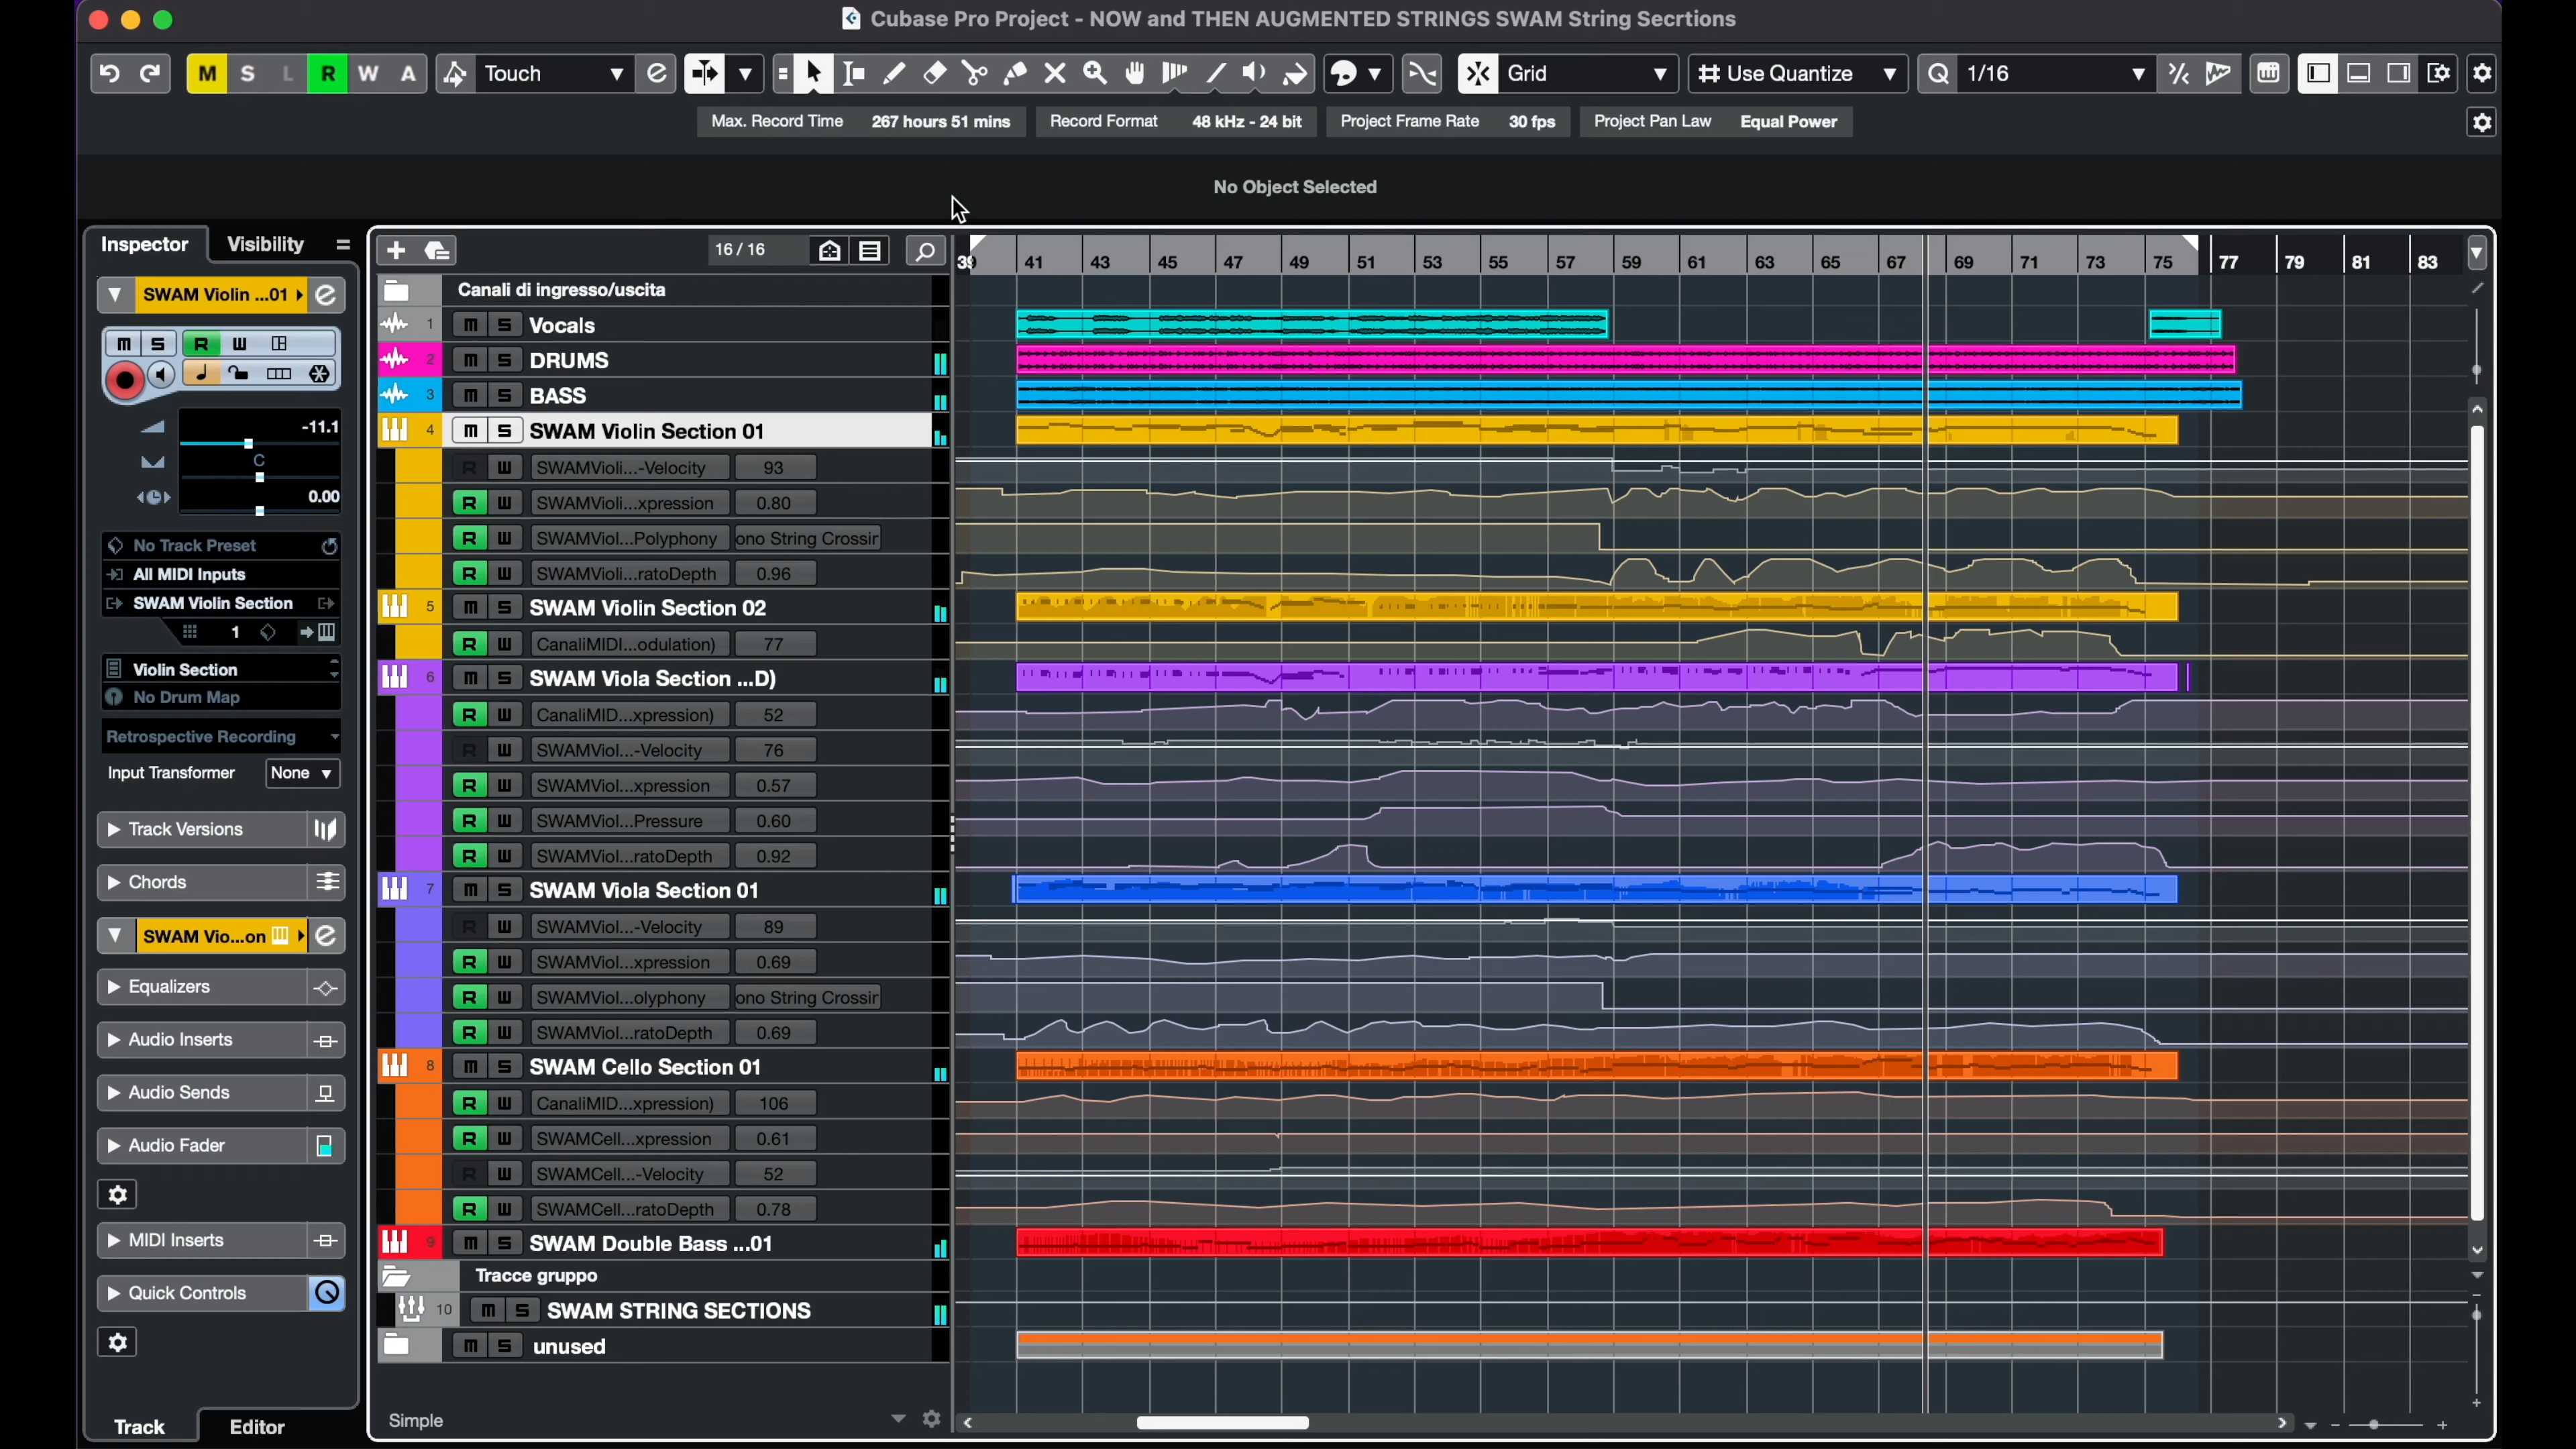 Cubase Pro Project - NOW and THEN AUGMENTED STRINGS SWAM String Secrtions
M S L R W A Touch Grid Use Quantize Q 1/16
Max. Record Time 267 hours 51 mins Record Format 48 kHz - 24 bit Project Frame Rate 30 fps Project Pan Law Equal Power
No Object Selected
Inspector Visibility
SWAM Violin ...01
M S R W
-11.1
C
0.00
No Track Preset
All MIDI Inputs
SWAM Violin Section
1
Violin Section
No Drum Map
Retrospective Recording
Input Transformer None
Track Versions
Chords
SWAM Vio...on
Equalizers
Audio Inserts
Audio Sends
Audio Fader
MIDI Inserts
Quick Controls
Track Editor
16 / 16
39 41 43 45 47 49 51 53 55 57 59 61 63 65 67 69 71 73 75 77 79 81 83
Canali di ingresso/uscita
1 M S Vocals
2 M S DRUMS
3 M S BASS
4 M S SWAM Violin Section 01
R W SWAMVioli...-Velocity 93
R W SWAMVioli...xpression 0.80
R W SWAMViol...Polyphony ono String Crossir
R W SWAMVioli...ratoDepth 0.96
5 M S SWAM Violin Section 02
R W CanaliMIDI...odulation) 77
6 M S SWAM Viola Section ...D)
R W CanaliMID...xpression) 52
R W SWAMViol...-Velocity 76
R W SWAMViol...xpression 0.57
R W SWAMViol...Pressure 0.60
R W SWAMViol...ratoDepth 0.92
7 M S SWAM Viola Section 01
R W SWAMViol...-Velocity 89
R W SWAMViol...xpression 0.69
R W SWAMViol...olyphony ono String Crossir
R W SWAMViol...ratoDepth 0.69
8 M S SWAM Cello Section 01
R W CanaliMID...xpression) 106
R W SWAMCell...xpression 0.61
R W SWAMCell...-Velocity 52
R W SWAMCell...ratoDepth 0.78
9 M S SWAM Double Bass ...01
Tracce gruppo
10 M S SWAM STRING SECTIONS
M S unused
Simple